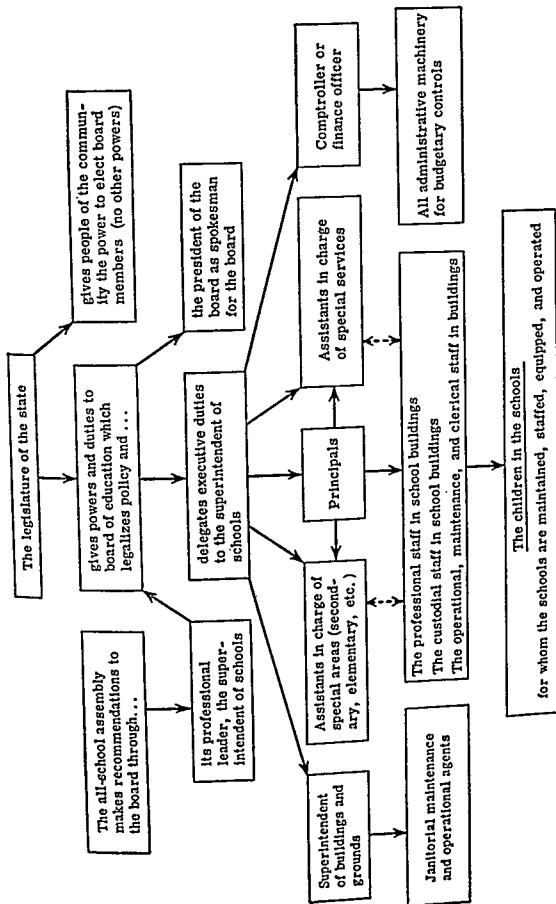 The legislature of the state
gives people of the commun-
ity the power to elect board
members (no other powers)
The all-school assembly
makes recommendations to
the board through...
gives powers and duties to
board of education which
legalizes policy and ...
the president of the
board as spokesman
for the board
its professional
leader, the super-
intendent of schools
delegates executive duties
to the superintendent of
schools
Superintendent
of buildings and
grounds
Assistants in charge of
special areas (second-
ary, elementary, etc.)
Principals
Assistants in charge
of special services
Comptroller or
finance officer
Janitorial maintenance
and operational agents
The professional staff in school buildings
The custodial staff in school buildings
The operational, maintenance, and clerical staff in buildings
All administrative machinery
for budgetary controls
The children in the schools
for whom the schools are maintained, staffed, equipped, and operated